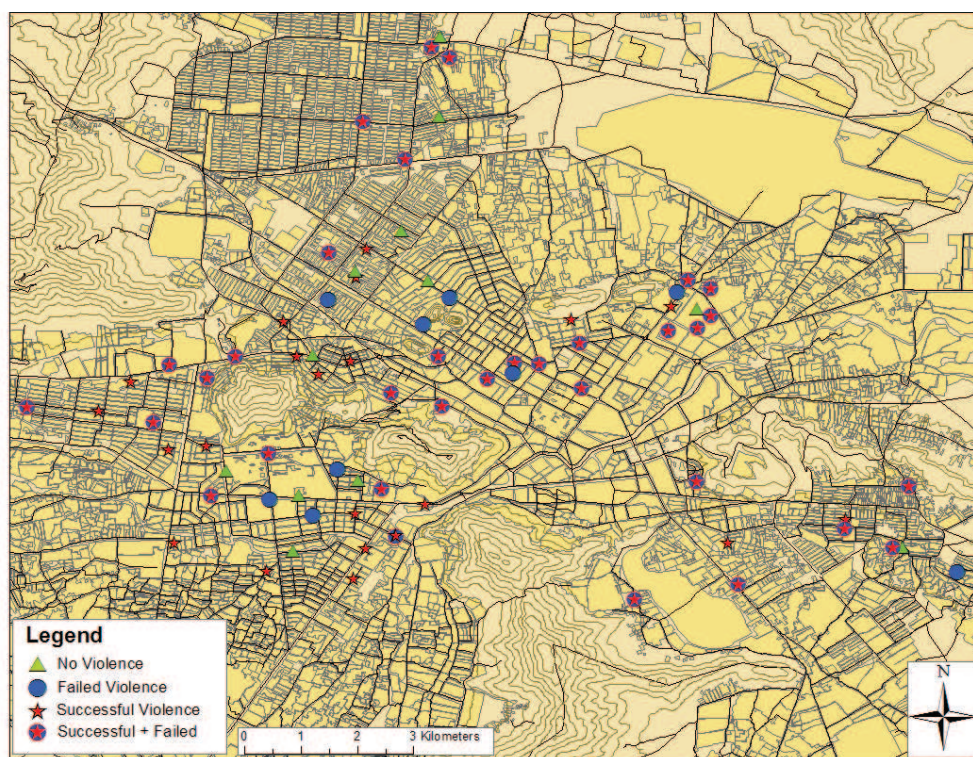 Legend
No Violence
Failed Violence
Successful Violence
Successful + Failed
0 1 2 3 Kilometers
N